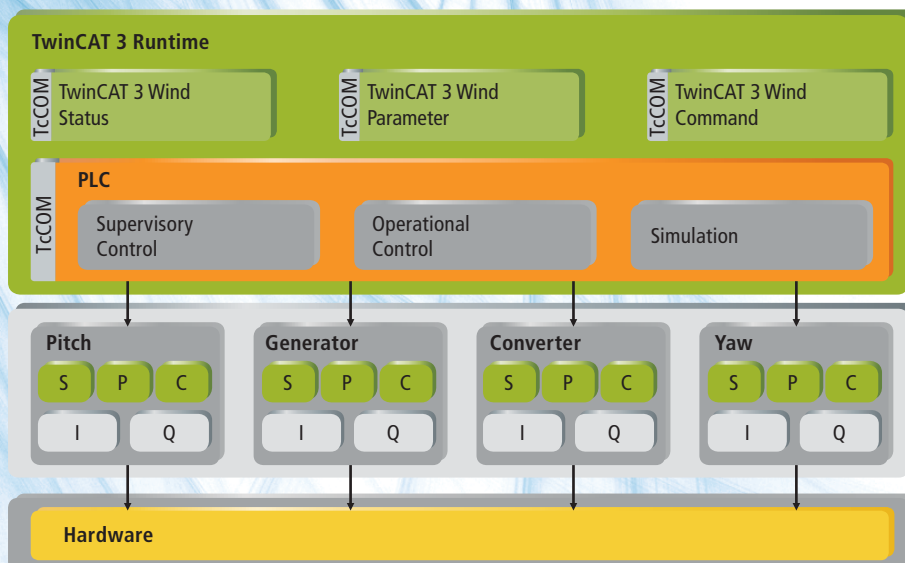 TwinCAT 3 Runtime
TcCOM
TwinCAT 3 Wind
Status
TcCOM
TwinCAT 3 Wind
Parameter
TcCOM
TwinCAT 3 Wind
Command
TcCOM
PLC
Supervisory
Control
Operational
Control
Simulation
Pitch
S P C
I Q
Generator
S P C
I Q
Converter
S P C
I Q
Yaw
S P C
I Q
Hardware